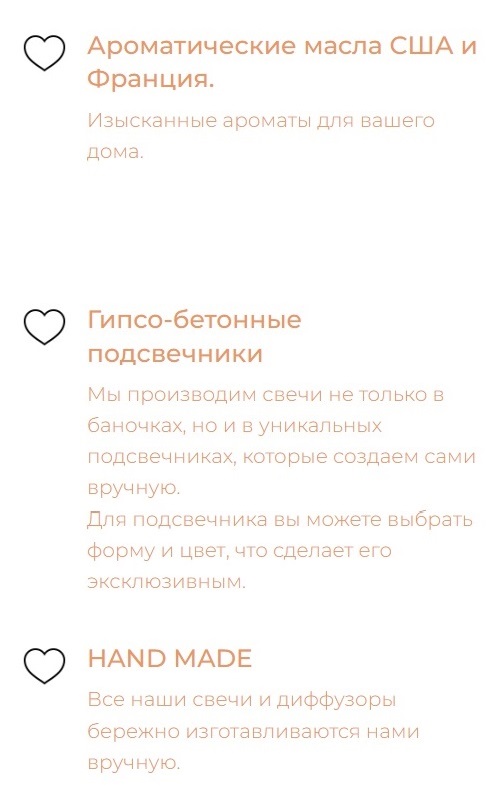 Ароматические масла США и
Франция.
Изысканные ароматы для вашего
дома.
Гипсо-бетонные
подсвечники
Мы производим свечи не только в
баночках, но и в уникальных
подсвечниках, которые создаем сами
вручную.
Для подсвечника вы можете выбрать
форму и цвет, что сделает его
эксклюзивным.
HAND MADE
Все наши свечи и диффузоры
бережно изготавливаются нами
вручную.